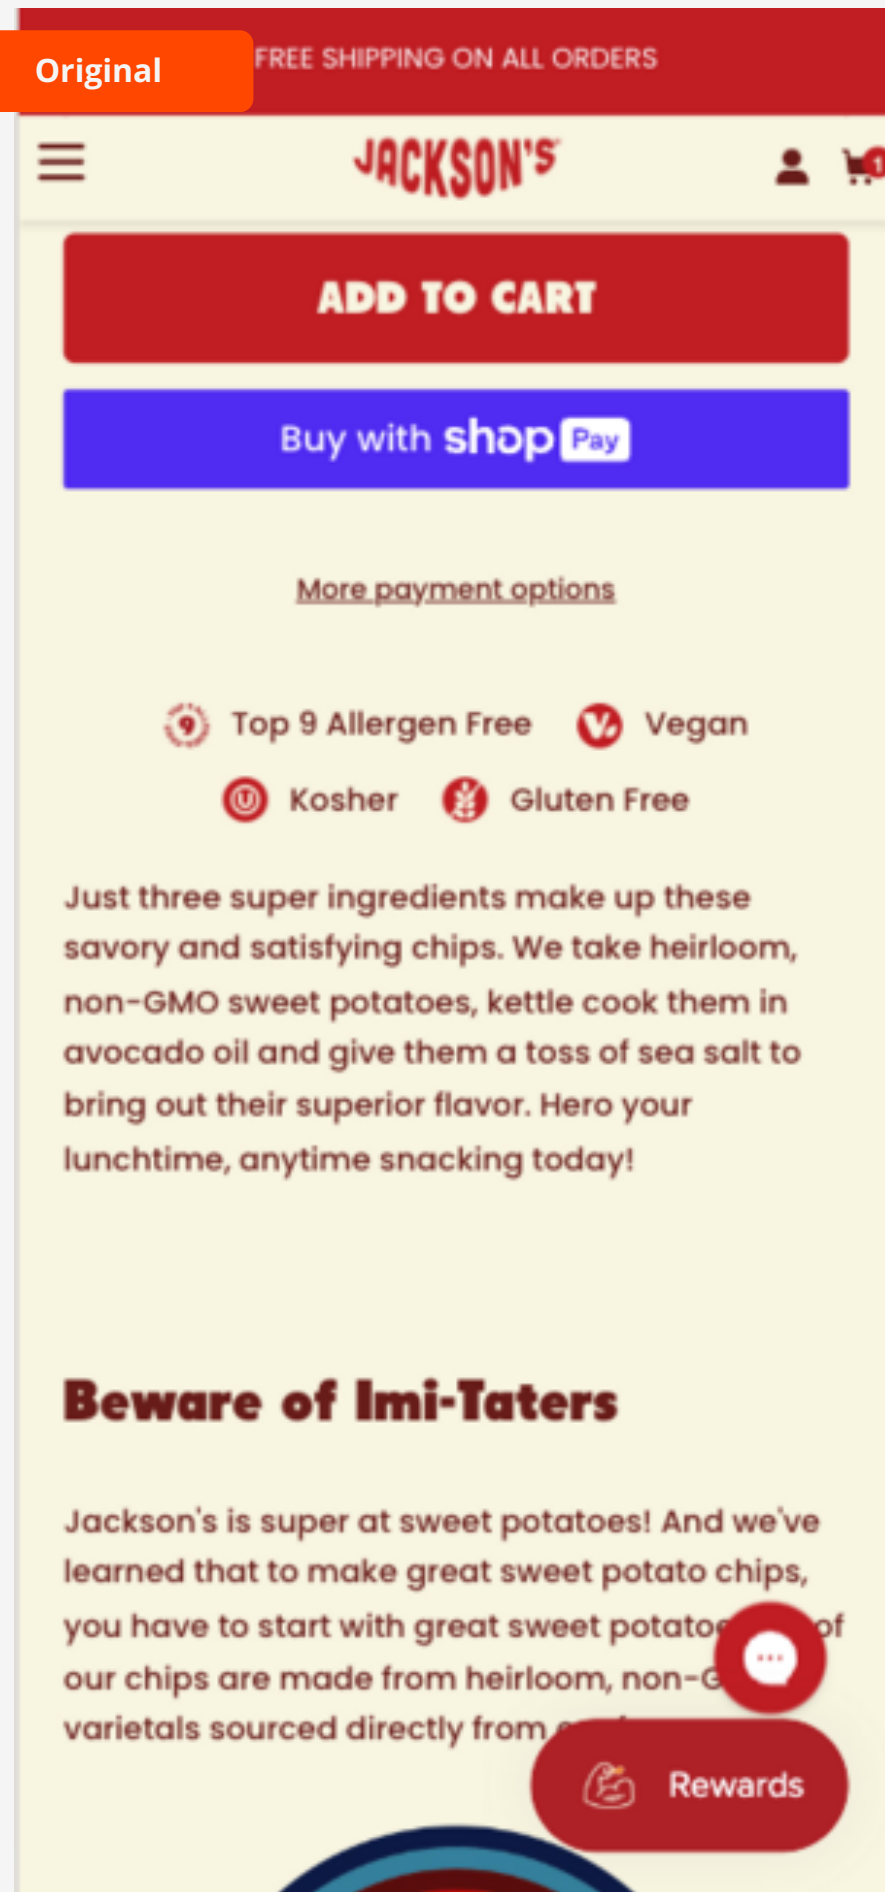 Original
FREE SHIPPING ON ALL ORDERS
JACKSON'S
1
ADD TO CART
Buy with shop Pay
More payment options
9 Top 9 Allergen Free V Vegan
U Kosher Gluten Free
Just three super ingredients make up these
savory and satisfying chips. We take heirloom,
non-GMO sweet potatoes, kettle cook them in
avocado oil and give them a toss of sea salt to
bring out their superior flavor. Hero your
lunchtime, anytime snacking today!
Beware of Imi-Taters
Jackson's is super at sweet potatoes! And we've
learned that to make great sweet potato chips,
you have to start with great sweet potatoe of
our chips are made from heirloom, non-G
varietals sourced directly from
Rewards